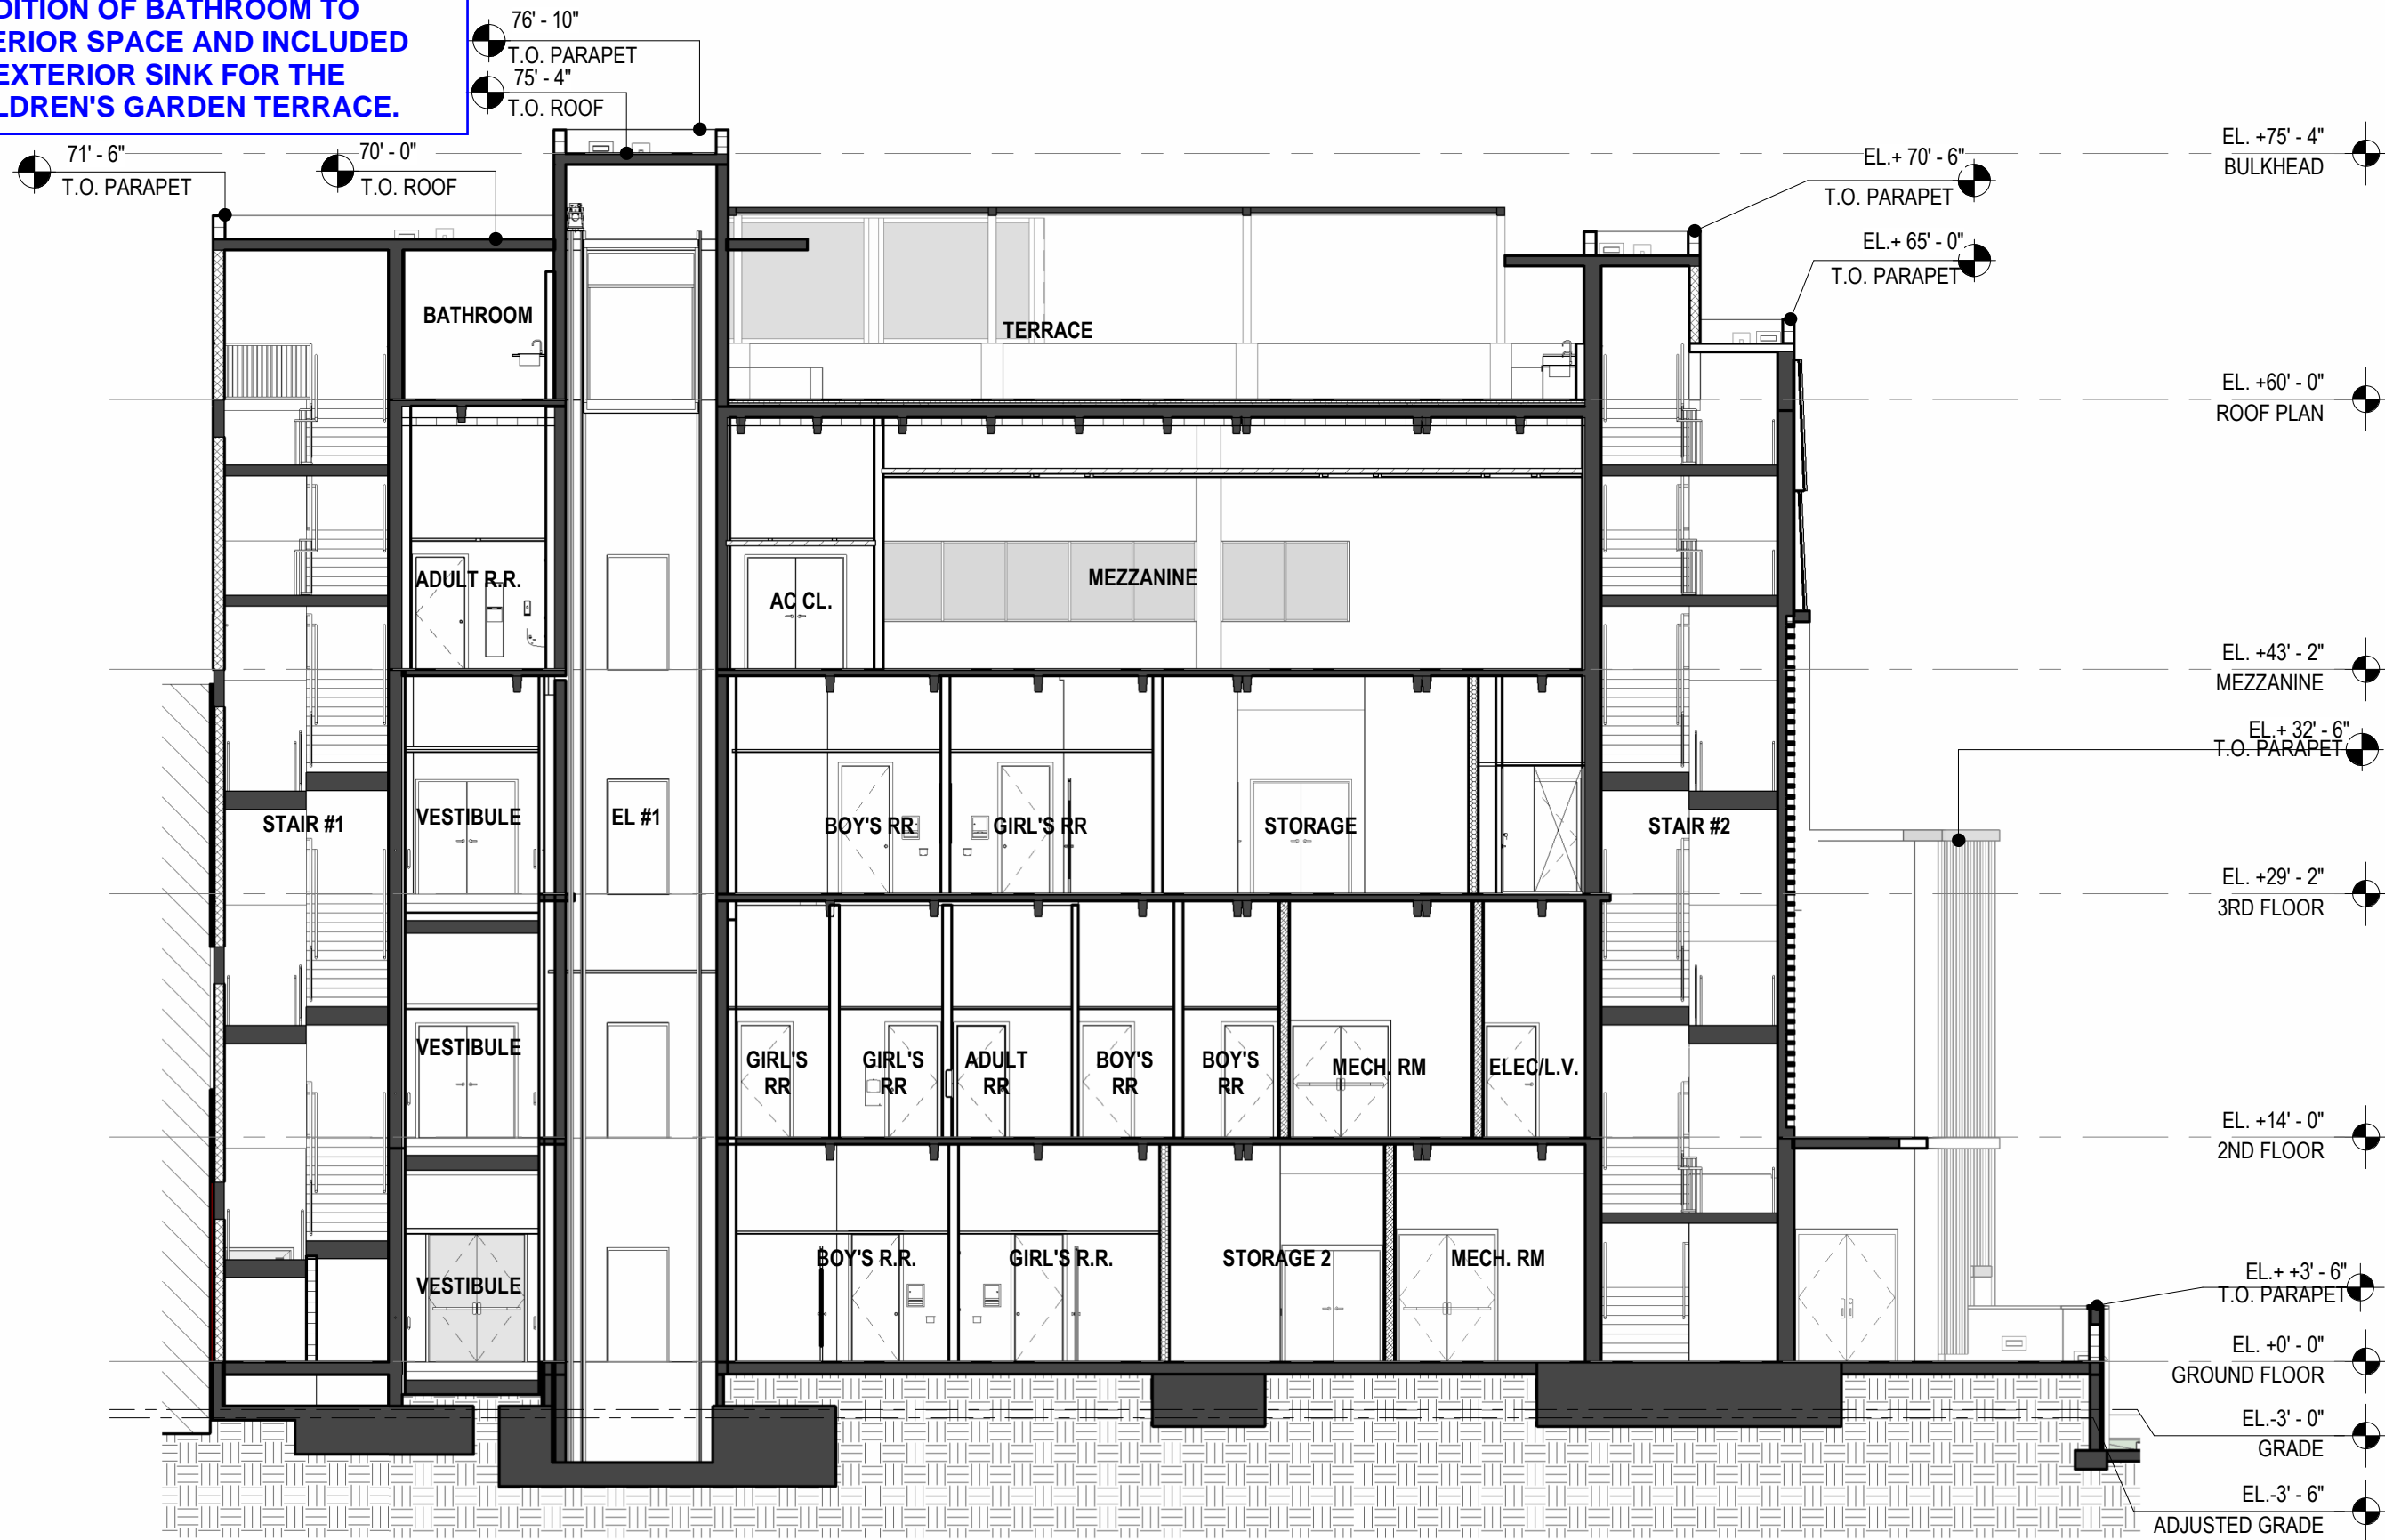 DITION OF BATHROOM TO
ERIOR SPACE AND INCLUDED
EXTERIOR SINK FOR THE
LDREN'S GARDEN TERRACE.
76' - 10"
T.O. PARAPET
75' - 4"
T.O. ROOF
71' - 6"
T.O. PARAPET
70' - 0"
T.O. ROOF
EL. +75' - 4"
BULKHEAD
EL.+ 70' - 6"
T.O. PARAPET
EL.+ 65' - 0"
T.O. PARAPET
BATHROOM
TERRACE
EL. +60' - 0"
ROOF PLAN
ADULT R.R.
AC CL.
MEZZANINE
EL. +43' - 2"
MEZZANINE
EL.+ 32' - 6"
T.O. PARAPET
STAIR #1
VESTIBULE
EL #1
BOY'S RR
GIRL'S RR
STORAGE
STAIR #2
EL. +29' - 2"
3RD FLOOR
VESTIBULE
GIRL'S
RR
GIRL'S
RR
ADULT
RR
BOY'S
RR
BOY'S
RR
MECH. RM
ELEC/L.V.
EL. +14' - 0"
2ND FLOOR
VESTIBULE
BOY'S R.R.
GIRL'S R.R.
STORAGE 2
MECH. RM
EL.+ +3' - 6"
T.O. PARAPET
EL. +0' - 0"
GROUND FLOOR
EL.-3' - 0"
GRADE
EL.-3' - 6"
ADJUSTED GRADE